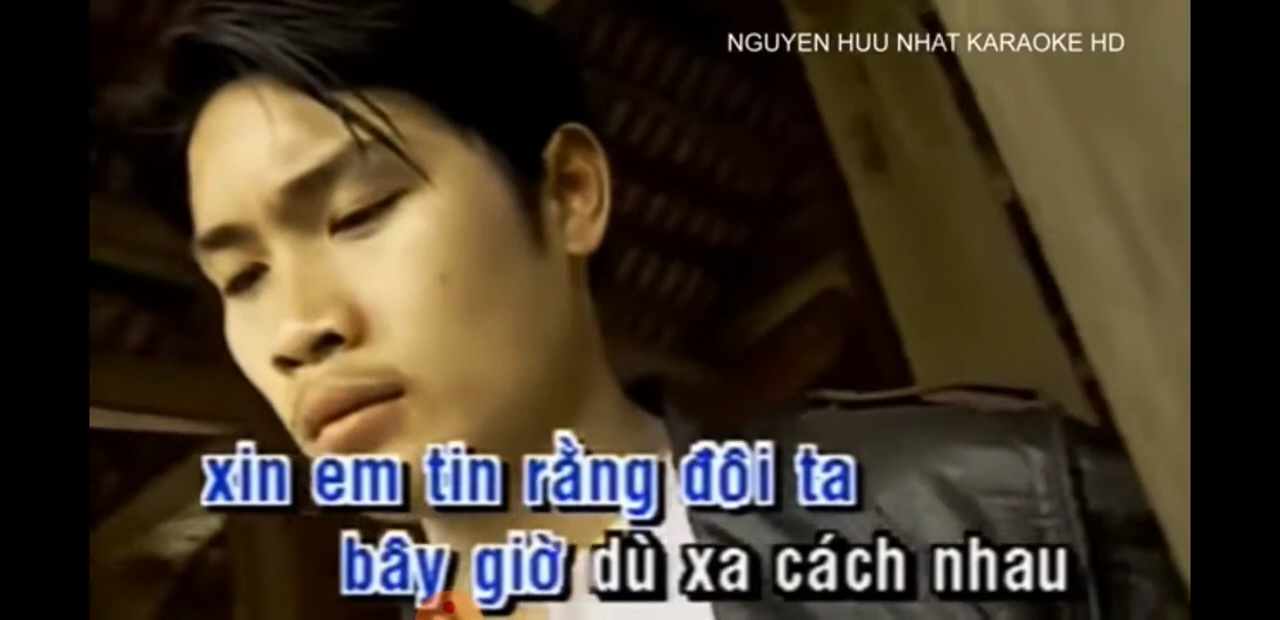 NGUYEN HUU NHAT KARAOKE HD
xin em tin rằng đôi ta
bây giờ dù xa cách nhau